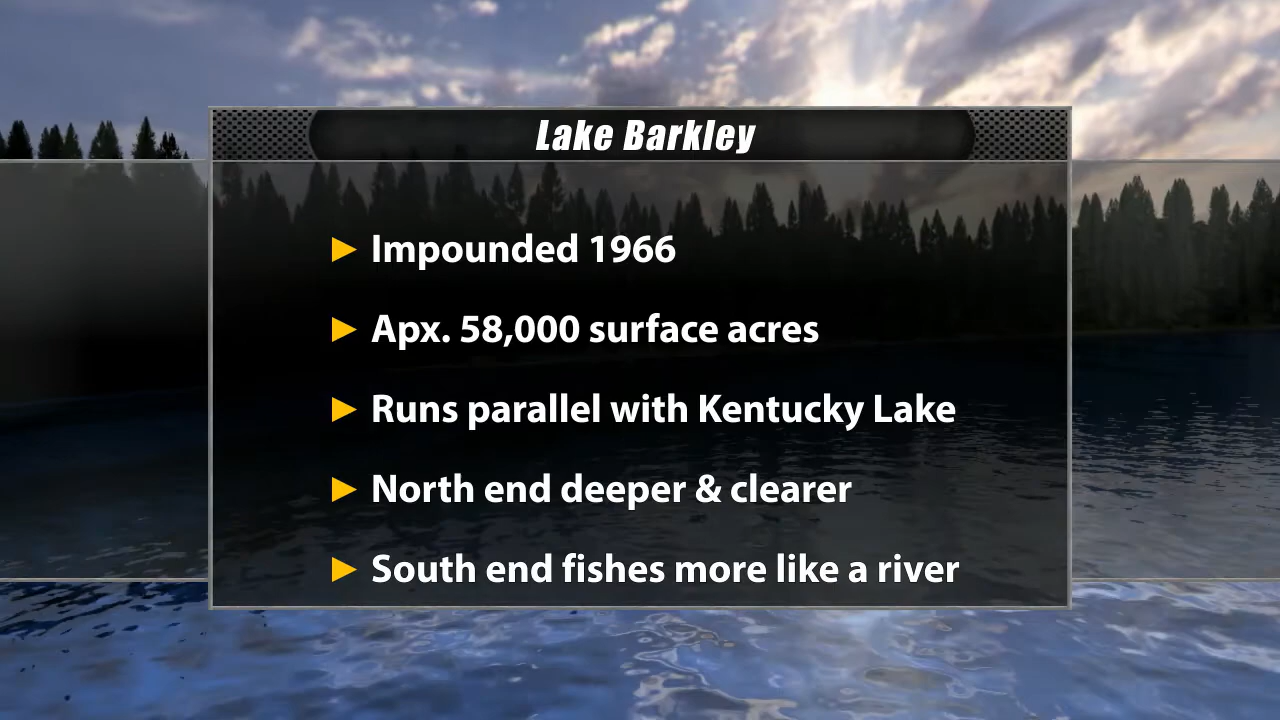 Lake Barkley
Impounded 1966
Apx. 58,000 surface acres
Runs parallel with Kentucky Lake
North end deeper & clearer
South end fishes more like a river